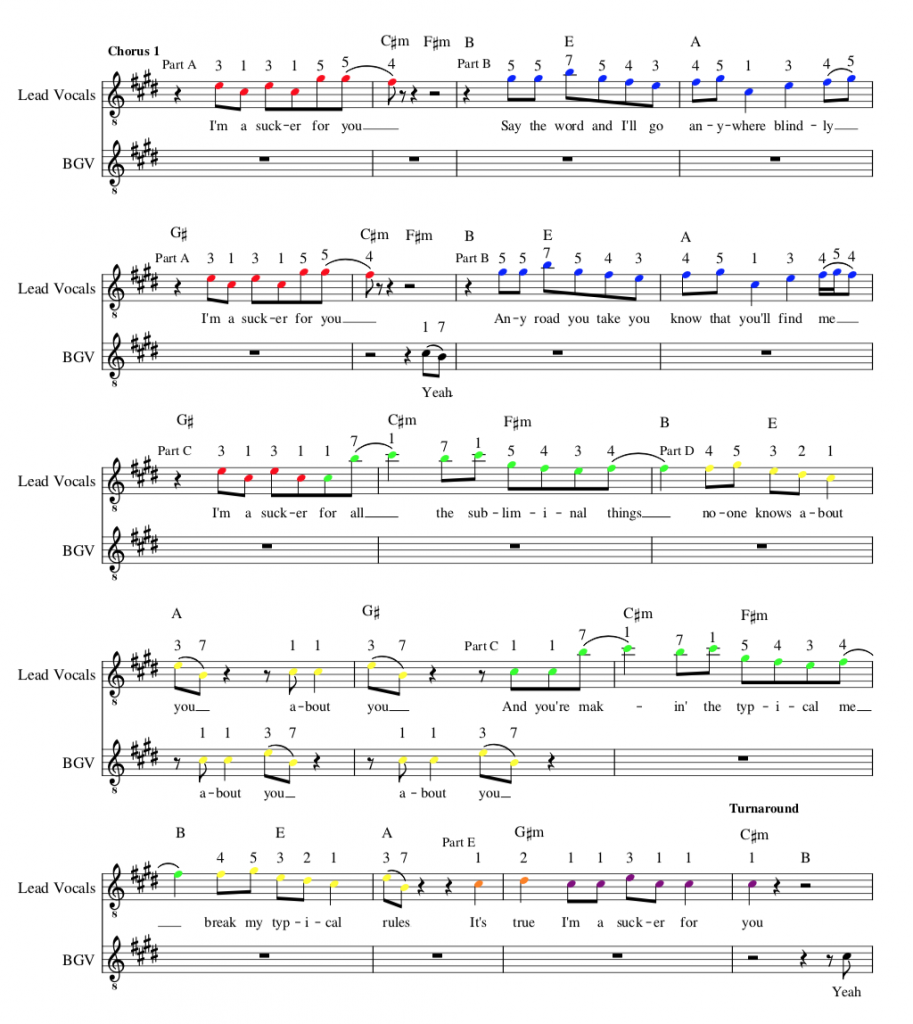 C♯m F♯m B E A
Chorus 1
Part A 3 1 3 1 5 5 4 Part B 5 5 7 5 4 3 4 5 1 3 4 5
Lead Vocals
I'm a suck-er for you Say the word and I'll go an-y-where blind-ly
BGV
G♯ C♯m F♯m B E A
Part A 3 1 3 1 5 5 4 Part B 5 5 7 5 4 3 4 5 1 3 4 5 4
Lead Vocals
I'm a suck-er for you An-y road you take you know that you'll find me
1 7
BGV
Yeah
G♯ C♯m F♯m B E
Part C 3 1 3 1 1 7 1 7 1 5 4 3 4 Part D 4 5 3 2 1
Lead Vocals
I'm a suck-er for all the sub-lim-i-nal things no-one knows a-bout
BGV
A G♯ C♯m F♯m
3 7 1 1 3 7 Part C 1 1 7 1 7 1 5 4 3 4
Lead Vocals
you a-bout you And you're mak - in' the typ-i-cal me
1 1 3 7 1 1 3 7
BGV
a-bout you a-bout you
Turnaround
B E A G♯m C♯m
4 5 3 2 1 3 7 Part E 1 2 1 1 3 1 1 1 B
Lead Vocals
break my typ-i-cal rules It's true I'm a suck-er for you
BGV
Yeah